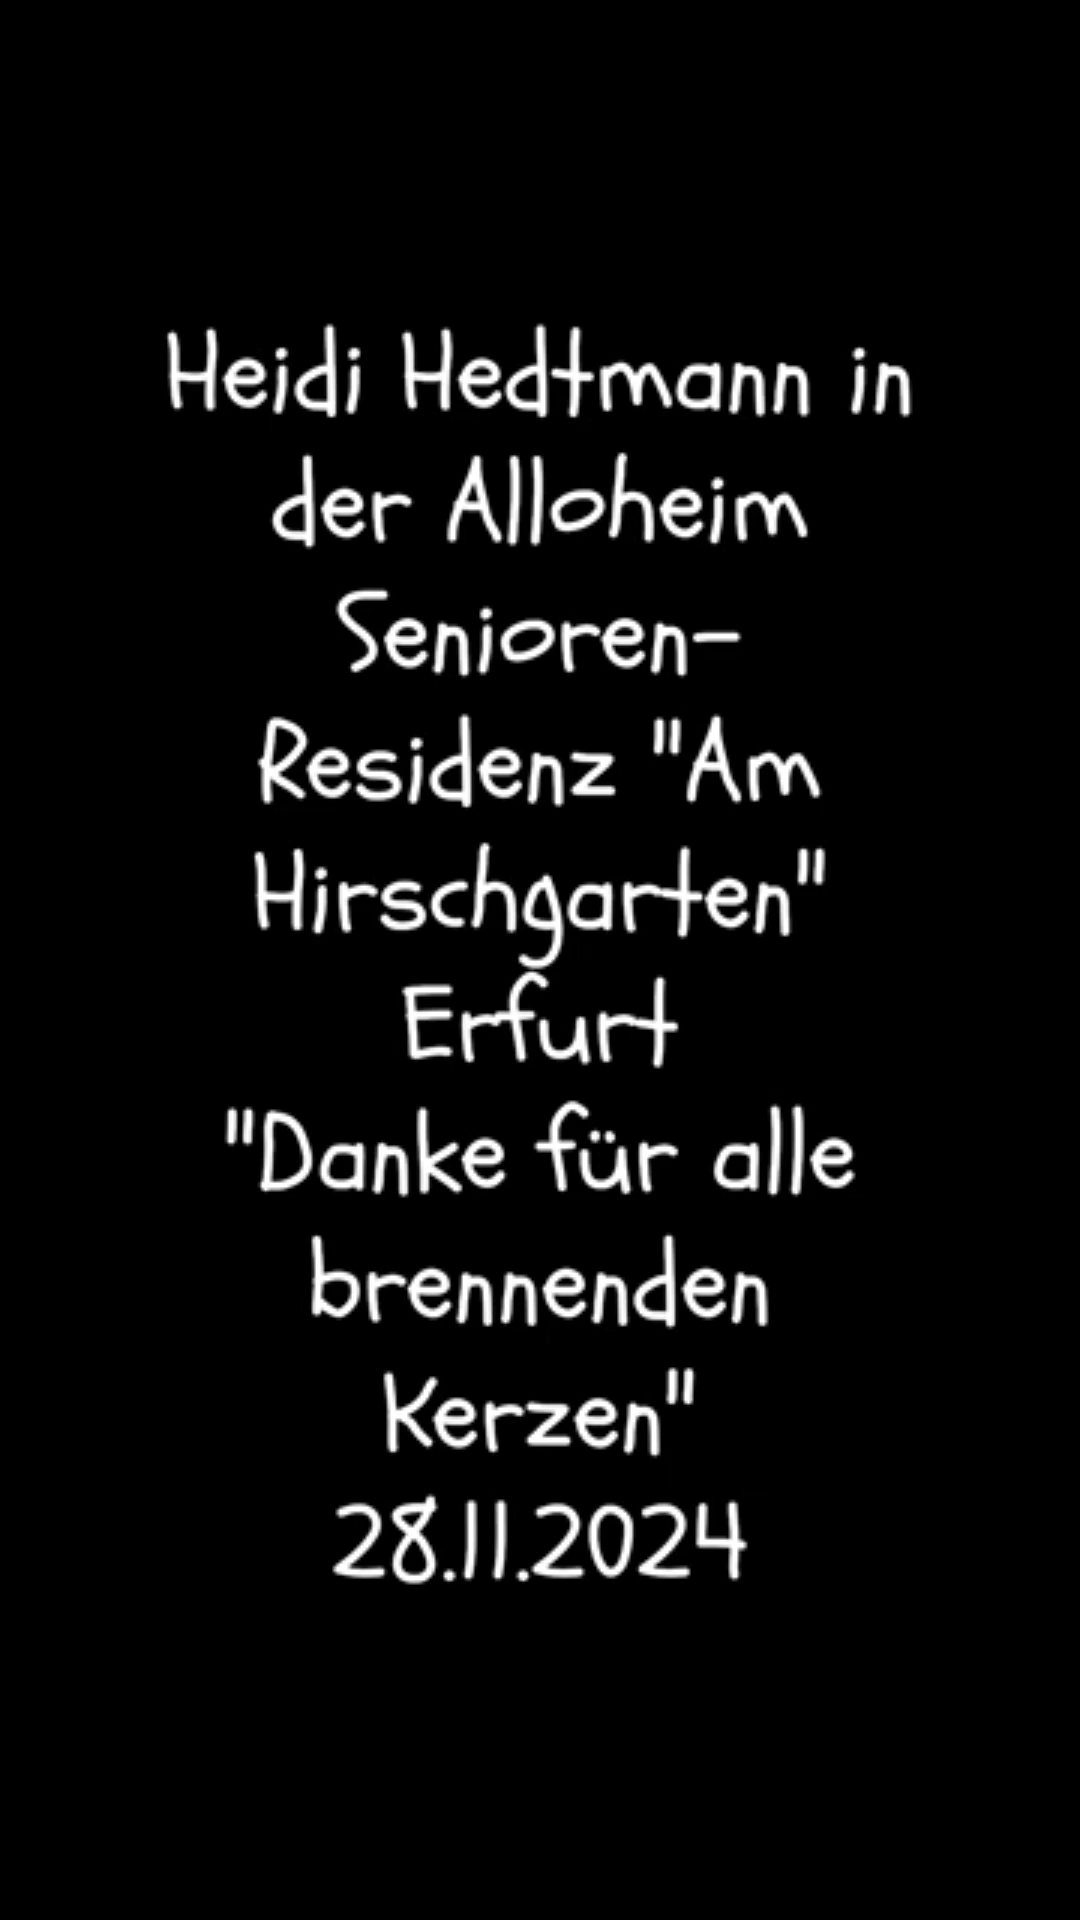 Heidi Hedtmann in
der Alloheim
Senioren-
Residenz "Am
Hirschgarten"
Erfurt
"Danke für alle
brennenden
Kerzen"
28.11.2024